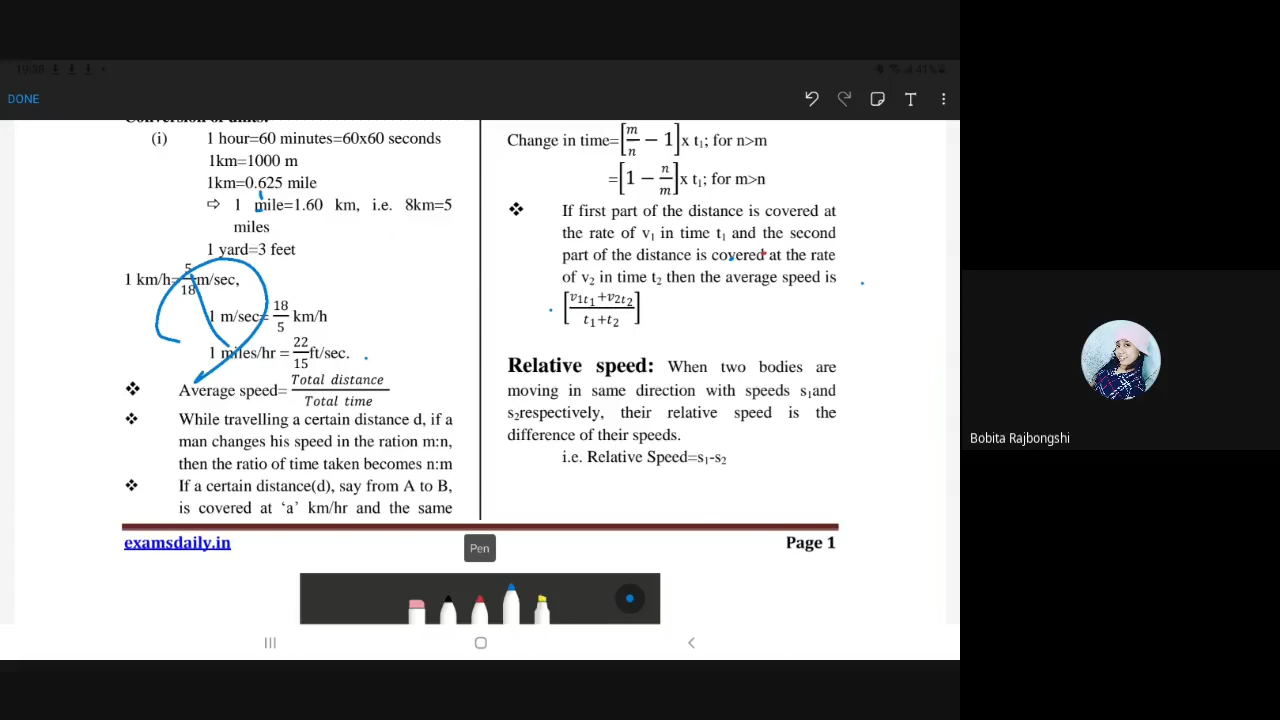 19:38
41%
DONE
Conversion of units:
(i) 1 hour=60 minutes=60x60 seconds
1km=1000 m
1km=0.625 mile
⇨ 1 mile=1.60 km, i.e. 8km=5
miles
1 yard=3 feet
1 km/h=5/18 m/sec,
1 m/sec= 18/5 km/h
1 miles/hr = 22/15 ft/sec.
❖ Average speed= Total distance/Total time
❖ While travelling a certain distance d, if a
man changes his speed in the ration m:n,
then the ratio of time taken becomes n:m
❖ If a certain distance(d), say from A to B,
is covered at ‘a’ km/hr and the same
Change in time=[m/n − 1]x t₁; for n>m
=[1 − n/m]x t₁; for m>n
❖ If first part of the distance is covered at
the rate of v₁ in time t₁ and the second
part of the distance is covered at the rate
of v₂ in time t₂ then the average speed is
[v₁t₁+v₂t₂/t₁+t₂]
Relative speed: When two bodies are
moving in same direction with speeds s₁and
s₂respectively, their relative speed is the
difference of their speeds.
i.e. Relative Speed=s₁-s₂
examsdaily.in
Page 1
Pen
Bobita Rajbongshi